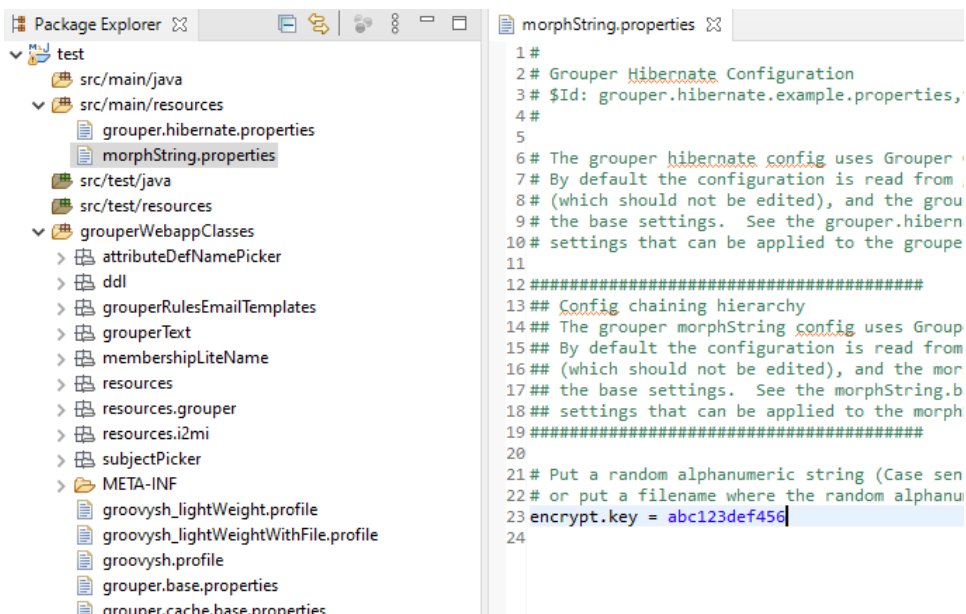 Package Explorer
test
src/main/java
src/main/resources
grouper.hibernate.properties
morphString.properties
src/test/java
src/test/resources
grouperWebappClasses
attributeDefNamePicker
ddl
grouperRulesEmailTemplates
grouperText
membershipLiteName
resources
resources.grouper
resources.i2mi
subjectPicker
META-INF
groovysh_lightWeight.profile
groovysh_lightWeightWithFile.profile
groovysh.profile
grouper.base.properties
grouper.cache.base.properties
morphString.properties
1 #
2 # Grouper Hibernate Configuration
3 # $Id: grouper.hibernate.example.properties,
4 #
5
6 # The grouper hibernate config uses Grouper
7 # By default the configuration is read from
8 # (which should not be edited), and the grou
9 # the base settings.  See the grouper.hibern
10 # settings that can be applied to the groupe
11
12 ########################################
13 ## Config chaining hierarchy
14 ## The grouper morphString config uses Group
15 ## By default the configuration is read from
16 ## (which should not be edited), and the mor
17 ## the base settings.  See the morphString.b
18 ## settings that can be applied to the morph
19 ########################################
20
21 # Put a random alphanumeric string (Case sen
22 # or put a filename where the random alphanu
23 encrypt.key = abc123def456
24